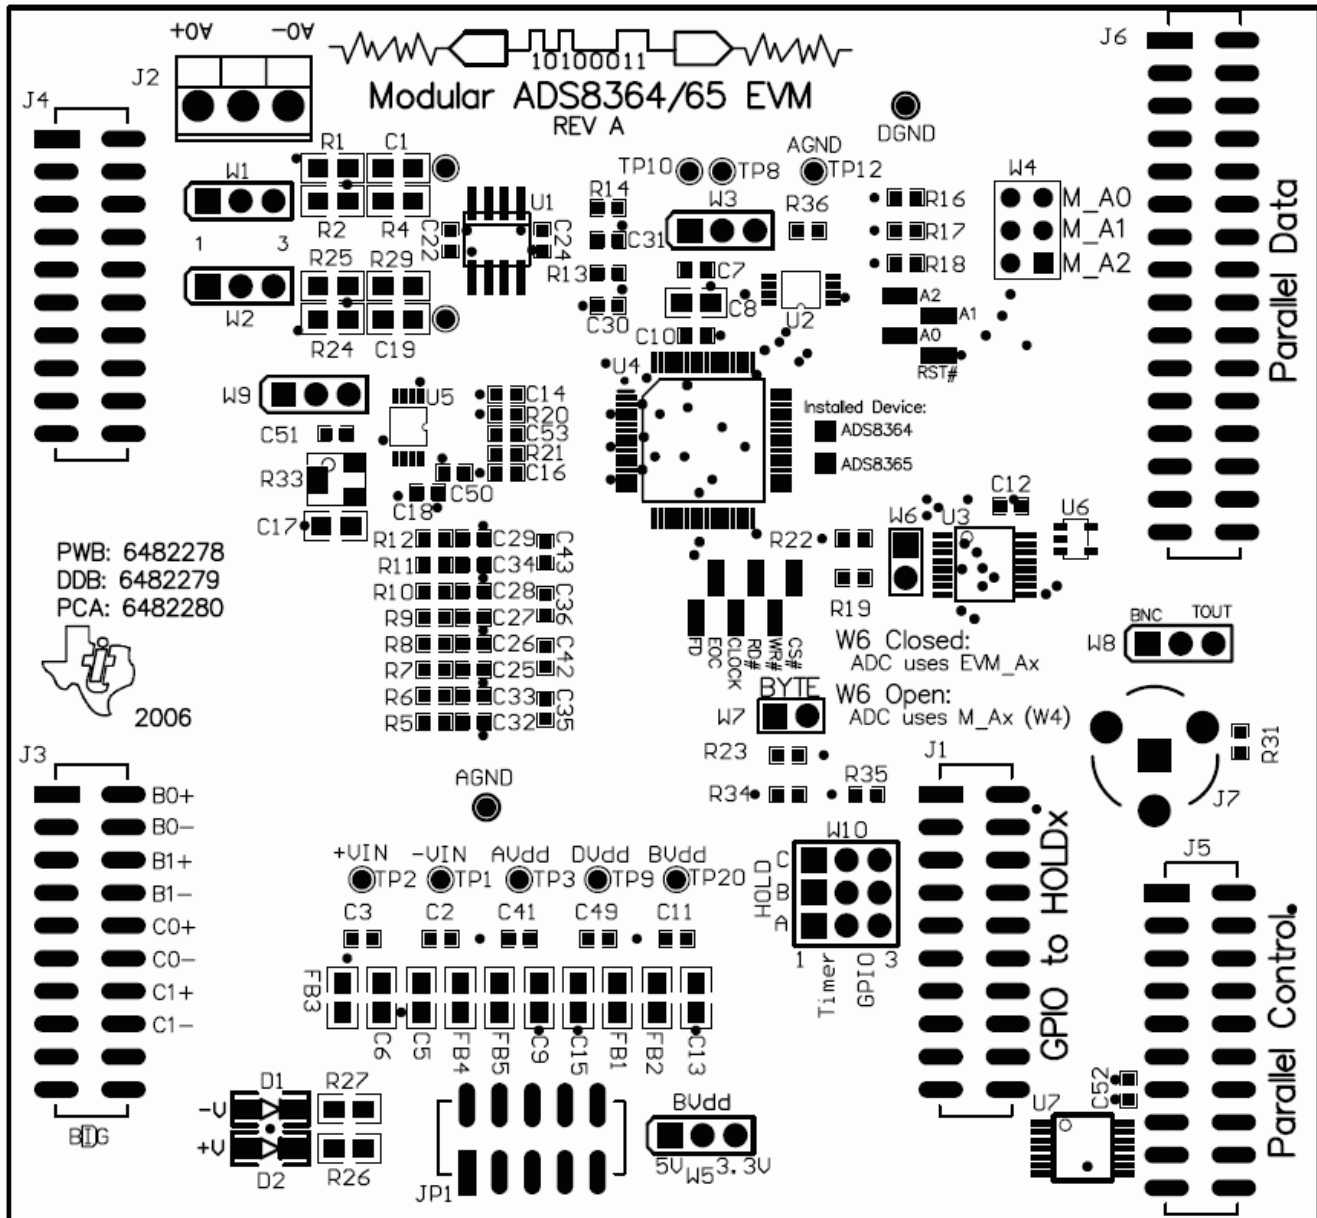 A0+ A0-
J2
J4
10100011
Modular ADS8364/65 EVM
REV A
DGND
J6
Parallel Data
R1 C1
W1
R2 R4
1 3
R25 R29
W2
R24 C19
C22
U1
C24
R14
C31
R13
C30
TP10 TP8
AGND
TP12
W3
R36
C7
C8
C10
U2
R16
R17
R18
W4
M_A0
M_A1
M_A2
A2
A1
A0
RST#
U4
W9
U5
C51
R33
C17
C14
R20
C53
R21
C16
C50
C18
Installed Device:
ADS8364
ADS8365
C12
U3
U6
W6
R22
R19
PWB: 6482278
DDB: 6482279
PCA: 6482280
2006
R12 C29
R11 C34
R10 C28
R9 C27
R8 C26
R7 C25
R6 C33
R5 C32
C43
C36
C42
C35
FD
EOC
CLOCK
RD#
WR#
CS#
W6 Closed:
ADC uses EVM_Ax
W6 Open:
ADC uses M_Ax (W4)
BNC TOUT
W8
BYTE
W7
R23
R34
R35
R31
J7
J3
B0+
B0-
B1+
B1-
C0+
C0-
C1+
C1-
BIG
AGND
+VIN -VIN AVdd DVdd BVdd
TP2 TP1 TP3 TP9 TP20
C3 C2 C41 C49 C11
FB3
C6
C5
FB4
FB5
C9
C15
FB1
FB2
C13
W10
HOLD
C
B
A
1 3
Timer
GPIO
J1
GPIO to HOLDx
J5
Parallel Control.
D1
-V
+V
D2
R27
R26
JP1
BVdd
5V W5 3.3V
U7
C52